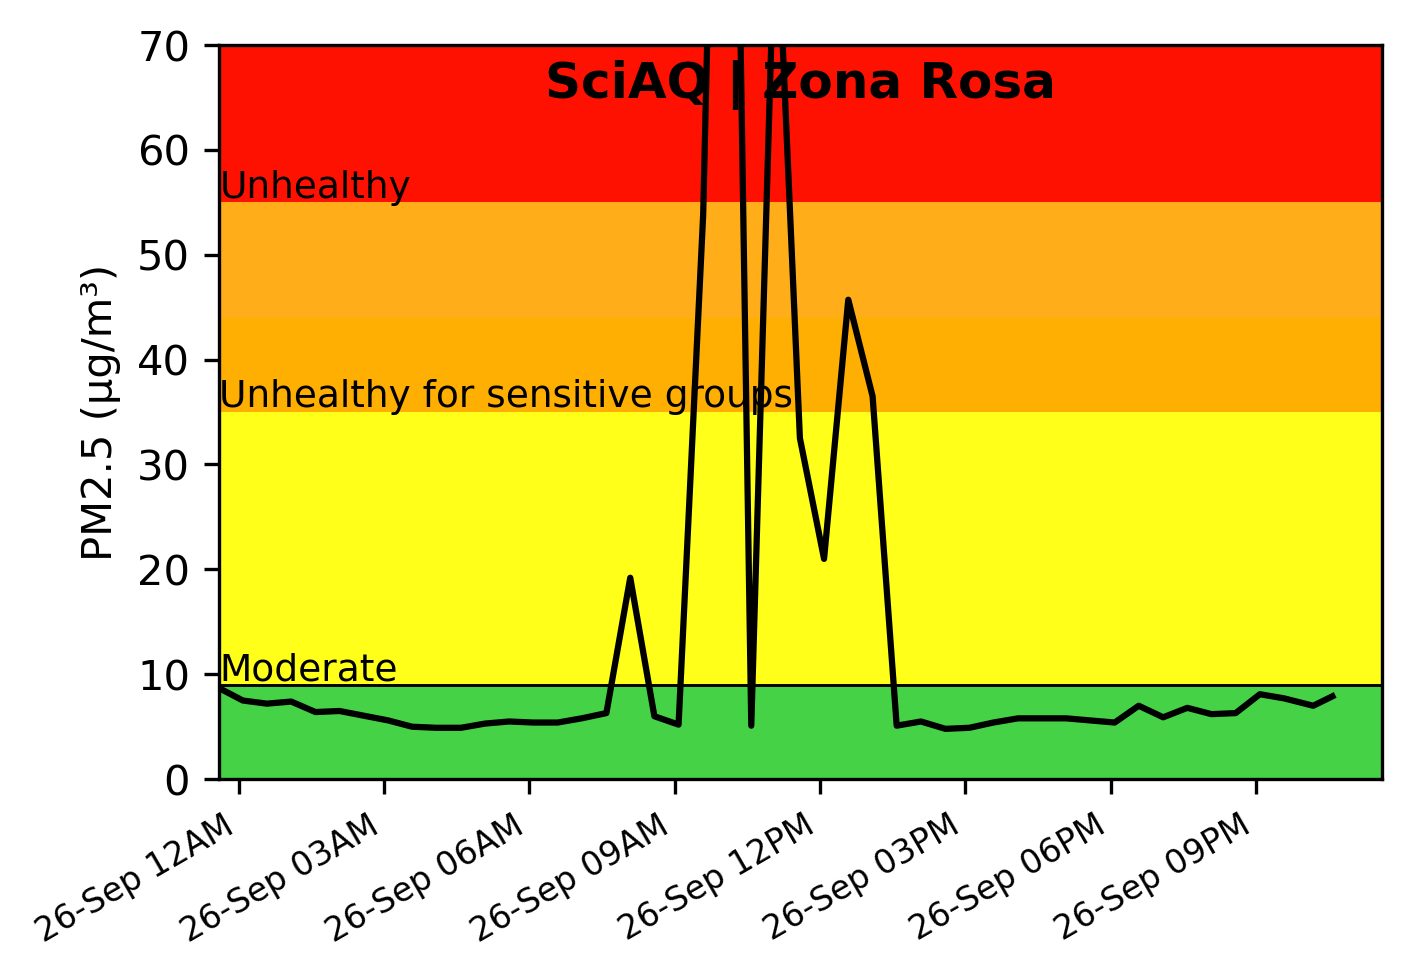 SciAQ | Zona Rosa
PM2.5 (µg/m³)
70
60
Unhealthy
50
40
Unhealthy for sensitive groups
30
20
10
Moderate
0
26-Sep 12AM
26-Sep 03AM
26-Sep 06AM
26-Sep 09AM
26-Sep 12PM
26-Sep 03PM
26-Sep 06PM
26-Sep 09PM